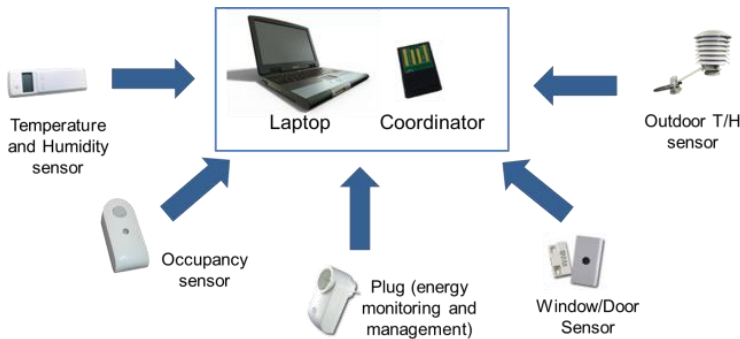 Laptop
Coordinator
Temperature
and Humidity
sensor
Outdoor T/H
sensor
Occupancy
sensor
Plug (energy
monitoring and
management)
Window/Door
Sensor